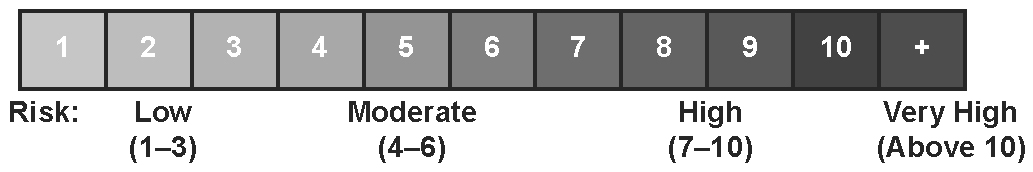 1 2 3 4 5 6 7 8 9 10 +
Risk: Low Moderate High Very High
(1–3) (4–6) (7–10) (Above 10)